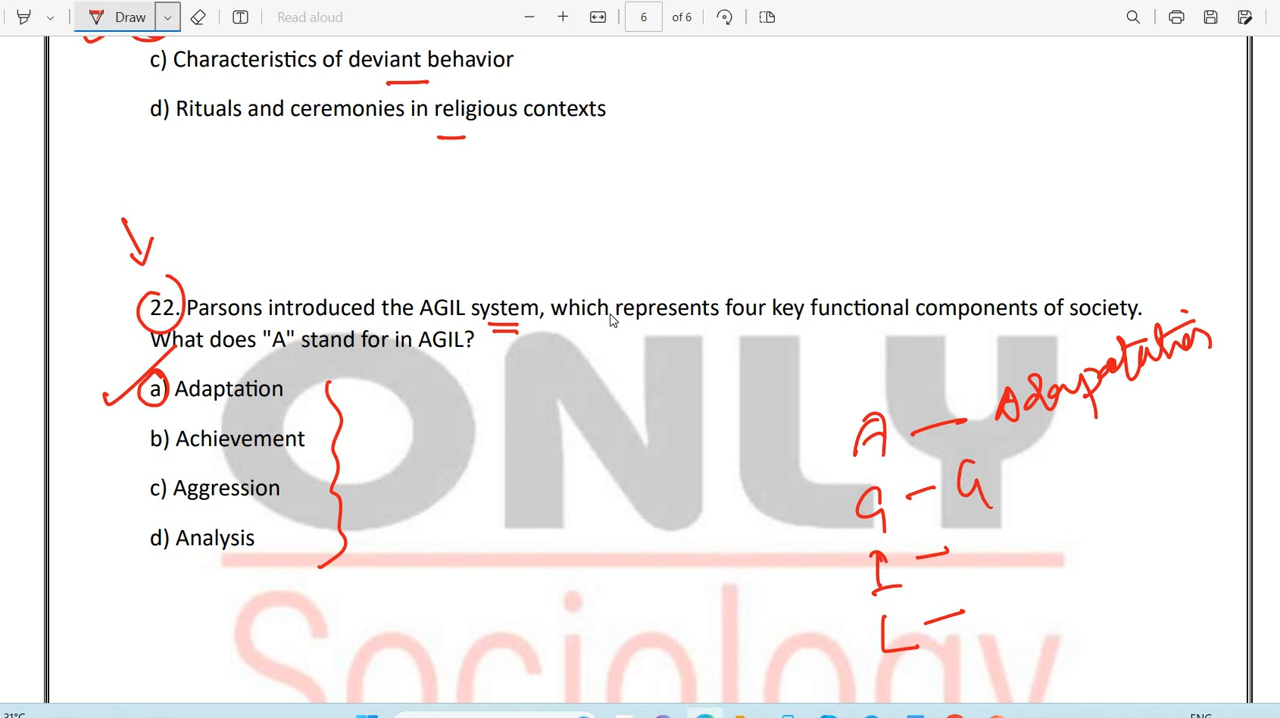 Draw
Read aloud
6 of 6
c) Characteristics of deviant behavior
d) Rituals and ceremonies in religious contexts
22. Parsons introduced the AGIL system, which represents four key functional components of society.
What does "A" stand for in AGIL?
a) Adaptation
b) Achievement
c) Aggression
d) Analysis
A — Adaptation
G — G
I —
L —
ONLY
Sociology
31°C
ENG